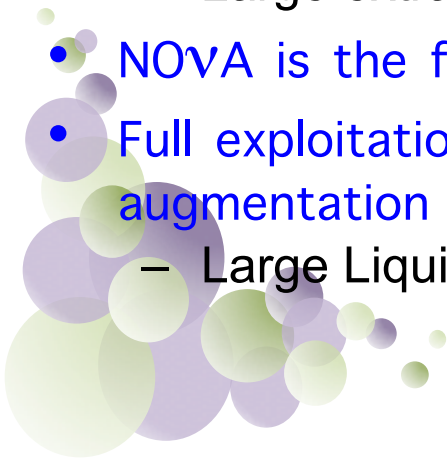 • NOνA is the f
• Full exploitatio
augmentation
– Large Liqui